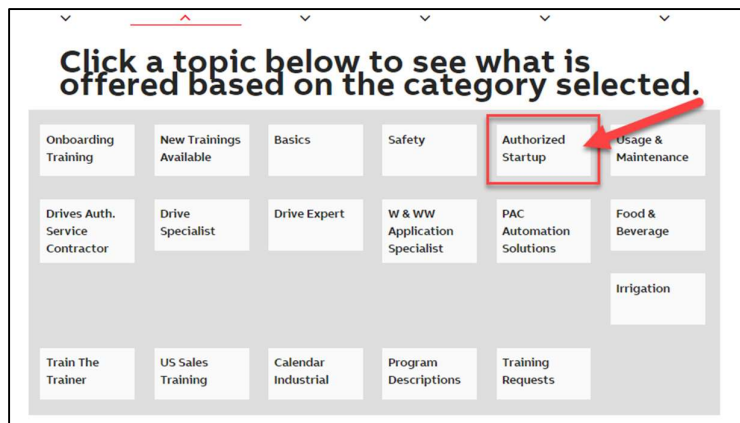 Click a topic below to see what is
offered based on the category selected.
Onboarding
Training
New Trainings
Available
Basics
Safety
Authorized
Startup
Usage &
Maintenance
Drives Auth.
Service
Contractor
Drive
Specialist
Drive Expert
W & WW
Application
Specialist
PAC
Automation
Solutions
Food &
Beverage
Irrigation
Train The
Trainer
US Sales
Training
Calendar
Industrial
Program
Descriptions
Training
Requests